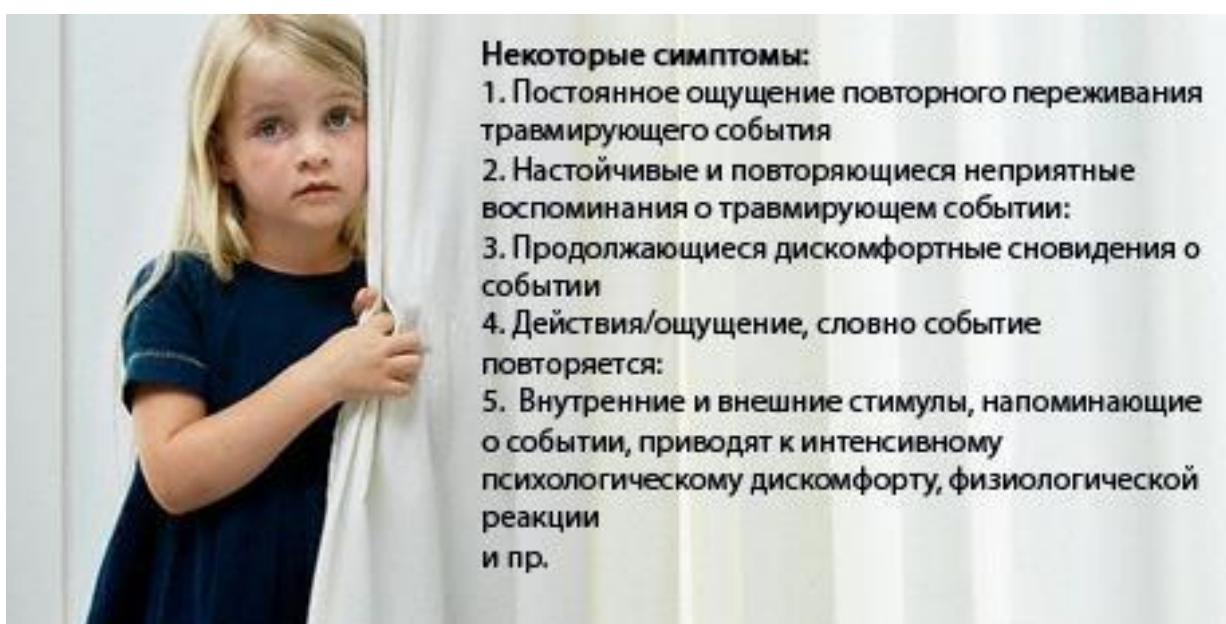 Некоторые симптомы:
1. Постоянное ощущение повторного переживания
травмирующего события
2. Настойчивые и повторяющиеся неприятные
воспоминания о травмирующем событии:
3. Продолжающиеся дискомфортные сновидения о
событии
4. Действия/ощущение, словно событие
повторяется:
5. Внутренние и внешние стимулы, напоминающие
о событии, приводят к интенсивному
психологическому дискомфорту, физиологической
реакции
и пр.